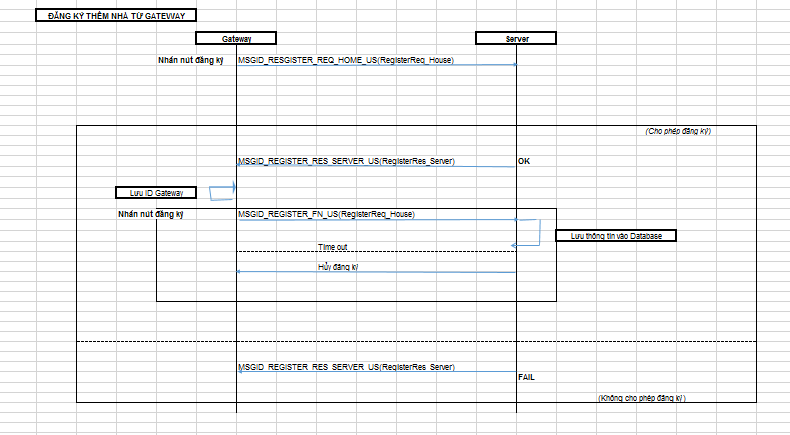 ĐĂNG KÝ THÊM NHÀ TỪ GATEWAY
Gateway
Server
Nhấn nút đăng ký
MSGID_RESGISTER_REQ_HOME_US(RegisterReq_House)
(Cho phép đăng ký)
MSGID_REGISTER_RES_SERVER_US(RegisterRes_Server)
OK
Lưu ID Gateway
Nhấn nút đăng ký
MSGID_REGISTER_FN_US(RegisterReq_House)
Lưu thông tin vào Database
Time out
Hủy đăng ký
MSGID_REGISTER_RES_SERVER_US(RegisterRes_Server)
FAIL
(Không cho phép đăng ký)